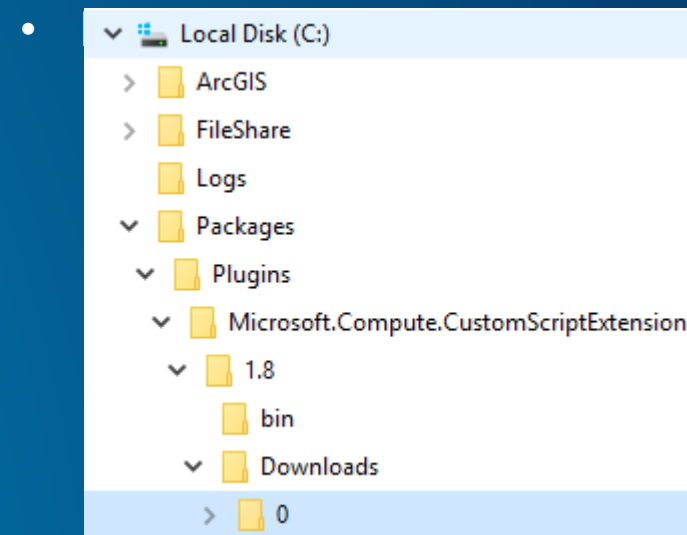 Local Disk (C:)
ArcGIS
FileShare
Logs
Packages
Plugins
Microsoft.Compute.CustomScriptExtension
1.8
bin
Downloads
0